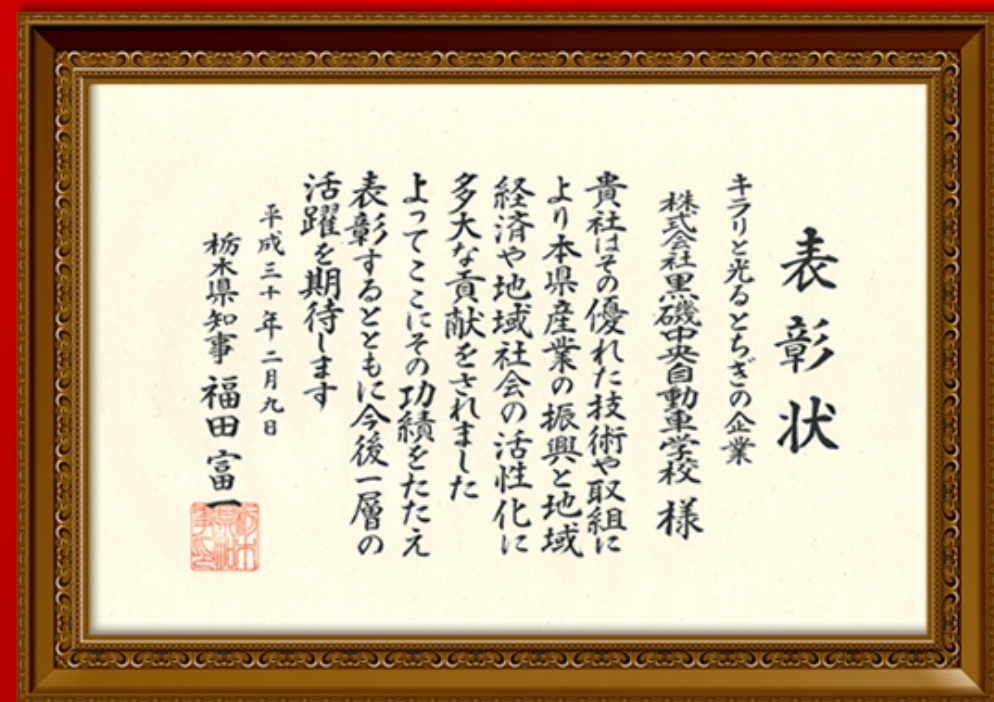 表彰状
キラリと光るとちぎの企業
株式会社黒磯中央自動車学校 様
貴社はその優れた技術や取組に
より本県産業の振興と地域
経済や地域社会の活性化に
多大な貢献をされました
よってここにその功績をたたえ
表彰するとともに今後一層の
活躍を期待します
平成三十年二月九日
栃木県知事 福田富一